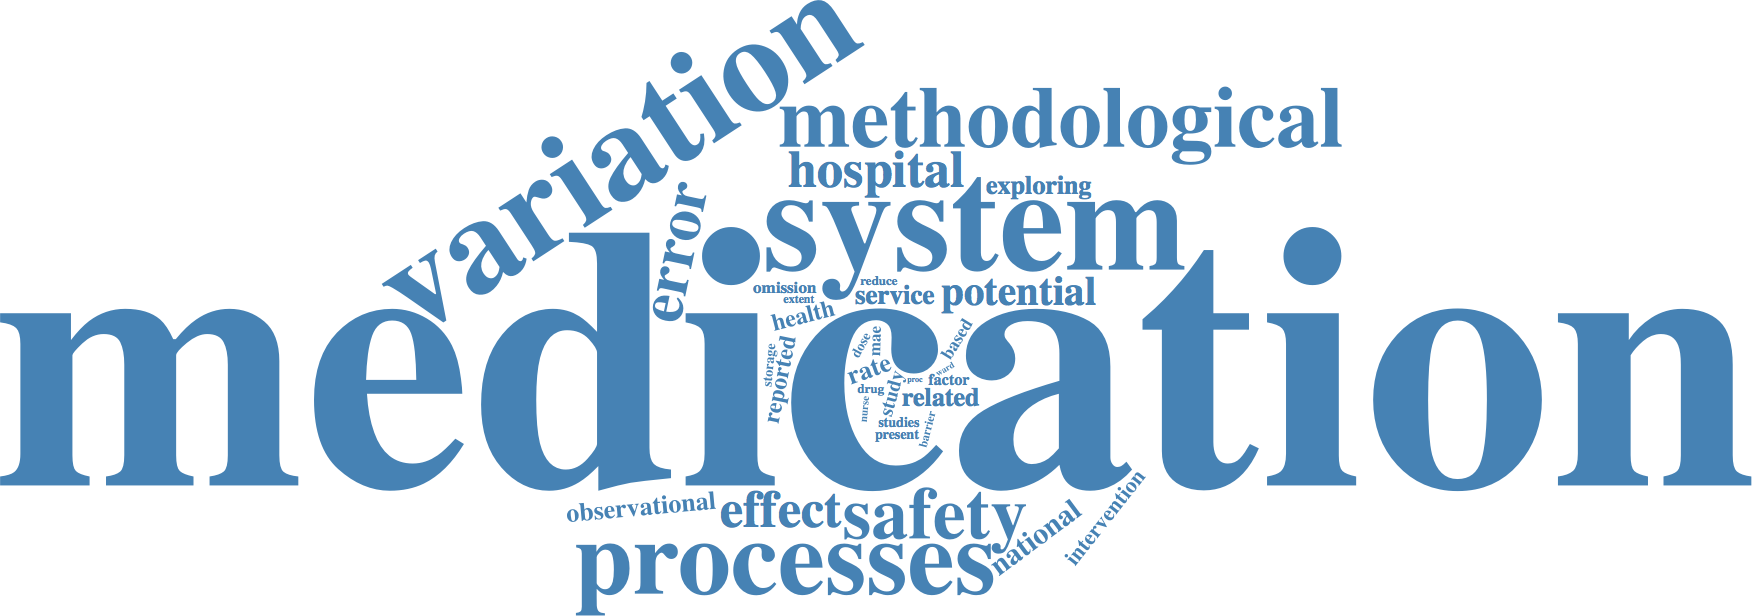 variation
methodological
hospital
exploring
error
system
medication
omission
reduce
extent
service
potential
health
storage
reported
dose
mae
based
rate
ward
proc
factor
drug
study
related
nurse
studies
barrier
present
observational
effect
safety
national
intervention
processes